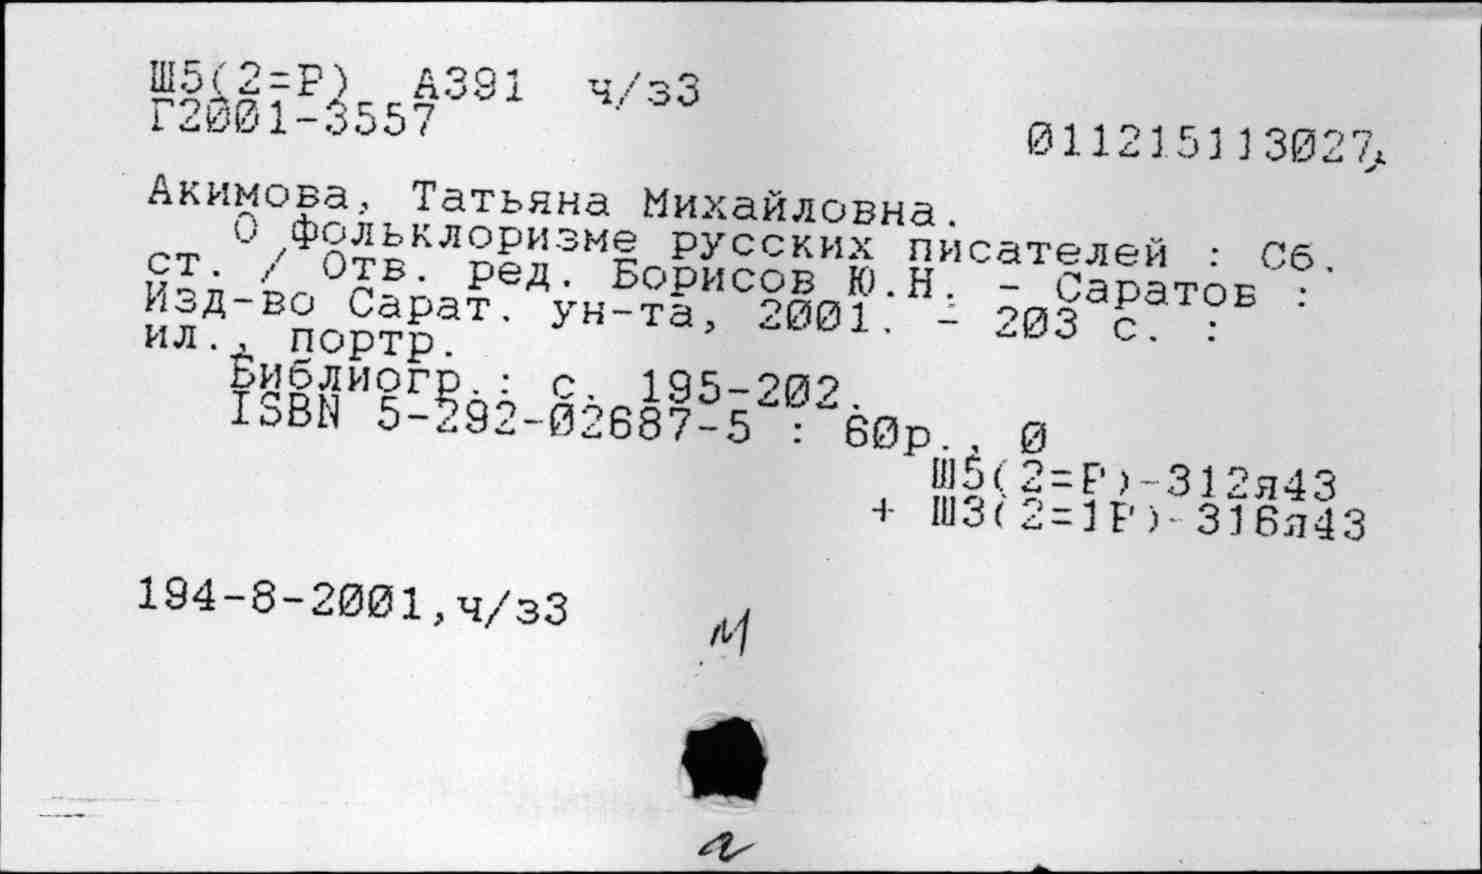 Ш5(2=Р) А391 ч/з3
Г2001-3557
011215113027
Акимова, Татьяна Михайловна.
О фольклоризме русских писателей : Сб.
ст. / Отв. ред. Борисов Ю.Н. - Саратов :
Изд-во Сарат. ун-та, 2001. - 203 с. :
ил., портр.
Библиогр.: с. 195-202.
ISBN 5-292-02687-5 : 60р., 0
Ш5(2=Р)-312я43
+ Ш3(2=1Р)-316я43
194-8-2001,ч/з3